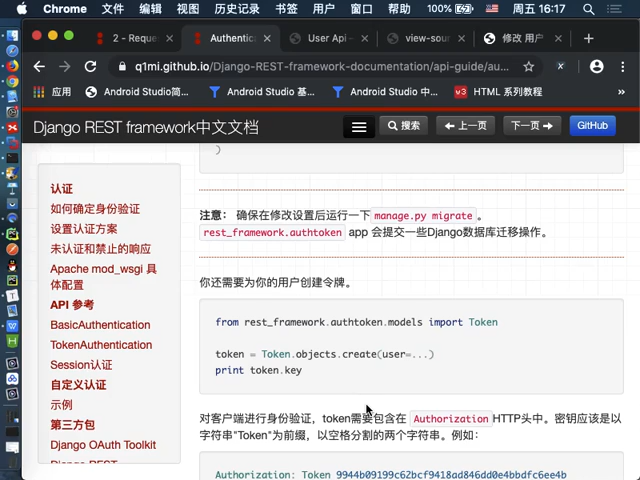 Chrome 文件 编辑 视图 历史记录 书签 用户 窗口 帮助 100% 周五 16:17
2 - Reque
Authentic
User Api -
view-sour
修改 用户
q1mi.github.io/Django-REST-framework-documentation/api-guide/au...
应用 Android Studio简... Android Studio 基... Android Studio 中... HTML 系列教程 »
Django REST framework中文文档 搜索 上一页 下一页 GitHub
)
认证
如何确定身份验证
设置认证方案
未认证和禁止的响应
Apache mod_wsgi 具
体配置
API 参考
BasicAuthentication
TokenAuthentication
Session认证
自定义认证
示例
第三方包
Django OAuth Toolkit
Django REST
注意： 确保在修改设置后运行一下 manage.py migrate 。
rest_framework.authtoken app 会提交一些Django数据库迁移操作。
你还需要为你的用户创建令牌。
from rest_framework.authtoken.models import Token
token = Token.objects.create(user=...)
print token.key
对客户端进行身份验证，token需要包含在 Authorization HTTP头中。密钥应该是以
字符串"Token"为前缀，以空格分割的两个字符串。例如：
Authorization: Token 9944b09199c62bcf9418ad846dd0e4bbdfc6ee4b